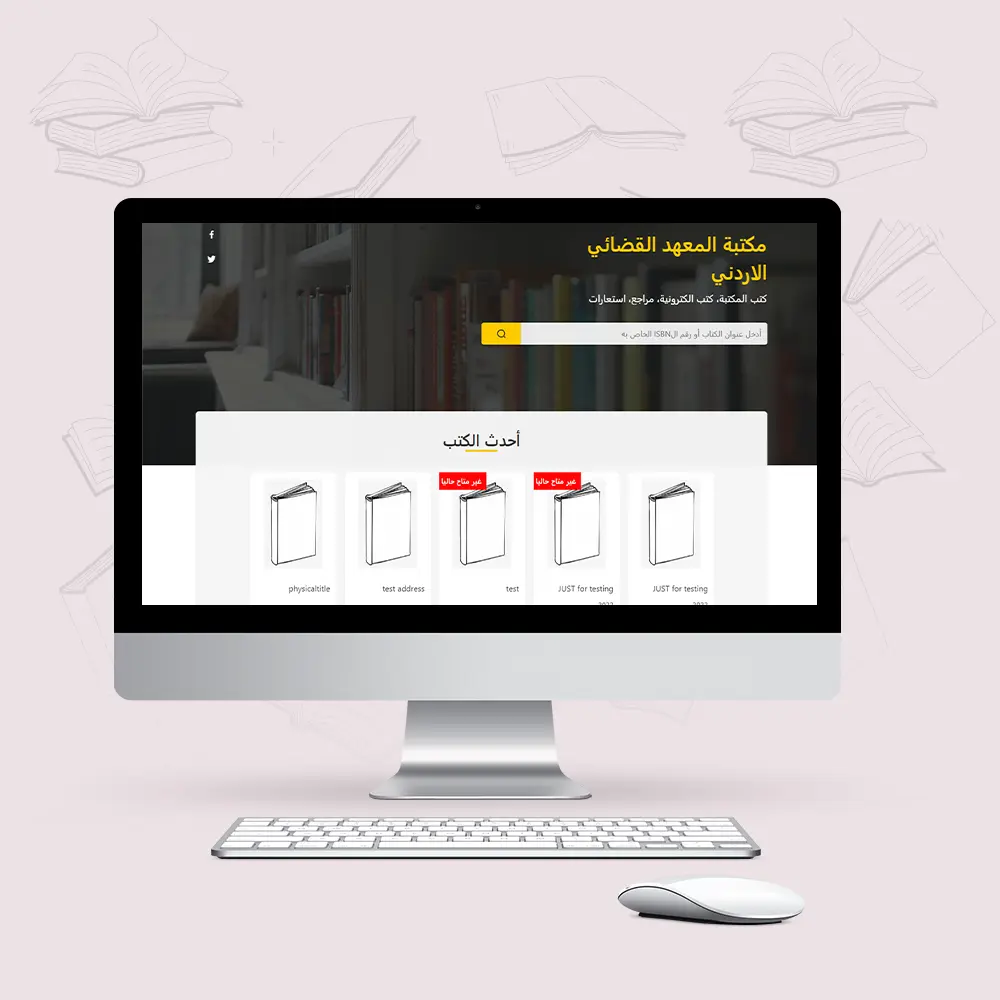 مكتبة المعهد القضائي
الاردني
كتب المكتبة، كتب الكترونية، مراجع، استعارات
أدخل عنوان الكتاب أو رقم الISBN الخاص به
أحدث الكتب
غير متاح حاليا
غير متاح حاليا
JUST for testing
JUST for testing
test
test address
physicaltitle